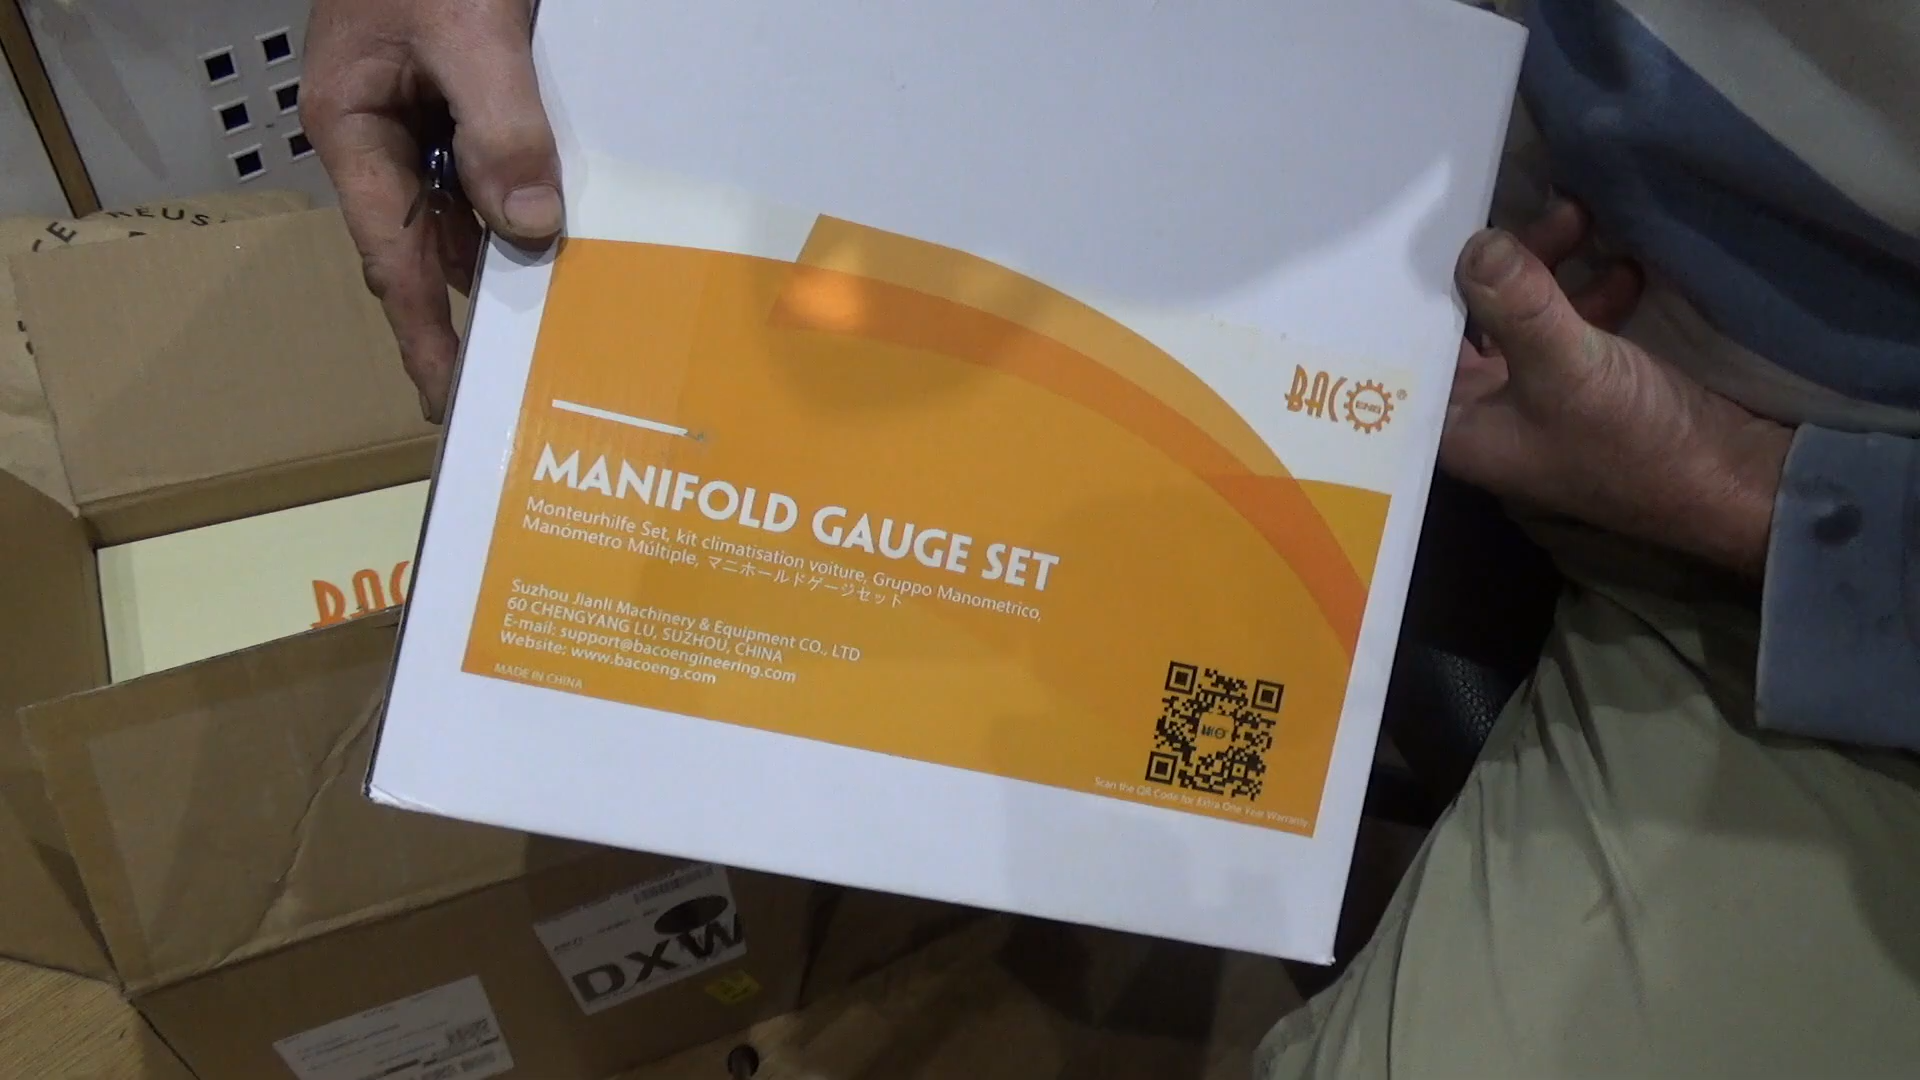 REUS
BACO
ENG
®
MANIFOLD GAUGE SET
Monteurhilfe Set, kit climatisation voiture, Gruppo Manometrico,
Manómetro Múltiple, マニホールドゲージセット
Suzhou Jianli Machinery & Equipment CO., LTD
60 CHENGYANG LU, SUZHOU, CHINA
E-mail: support@bacoengineering.com
Website: www.bacoeng.com
MADE IN CHINA
Scan the QR Code for Extra One Year Warranty
BAC
DXW